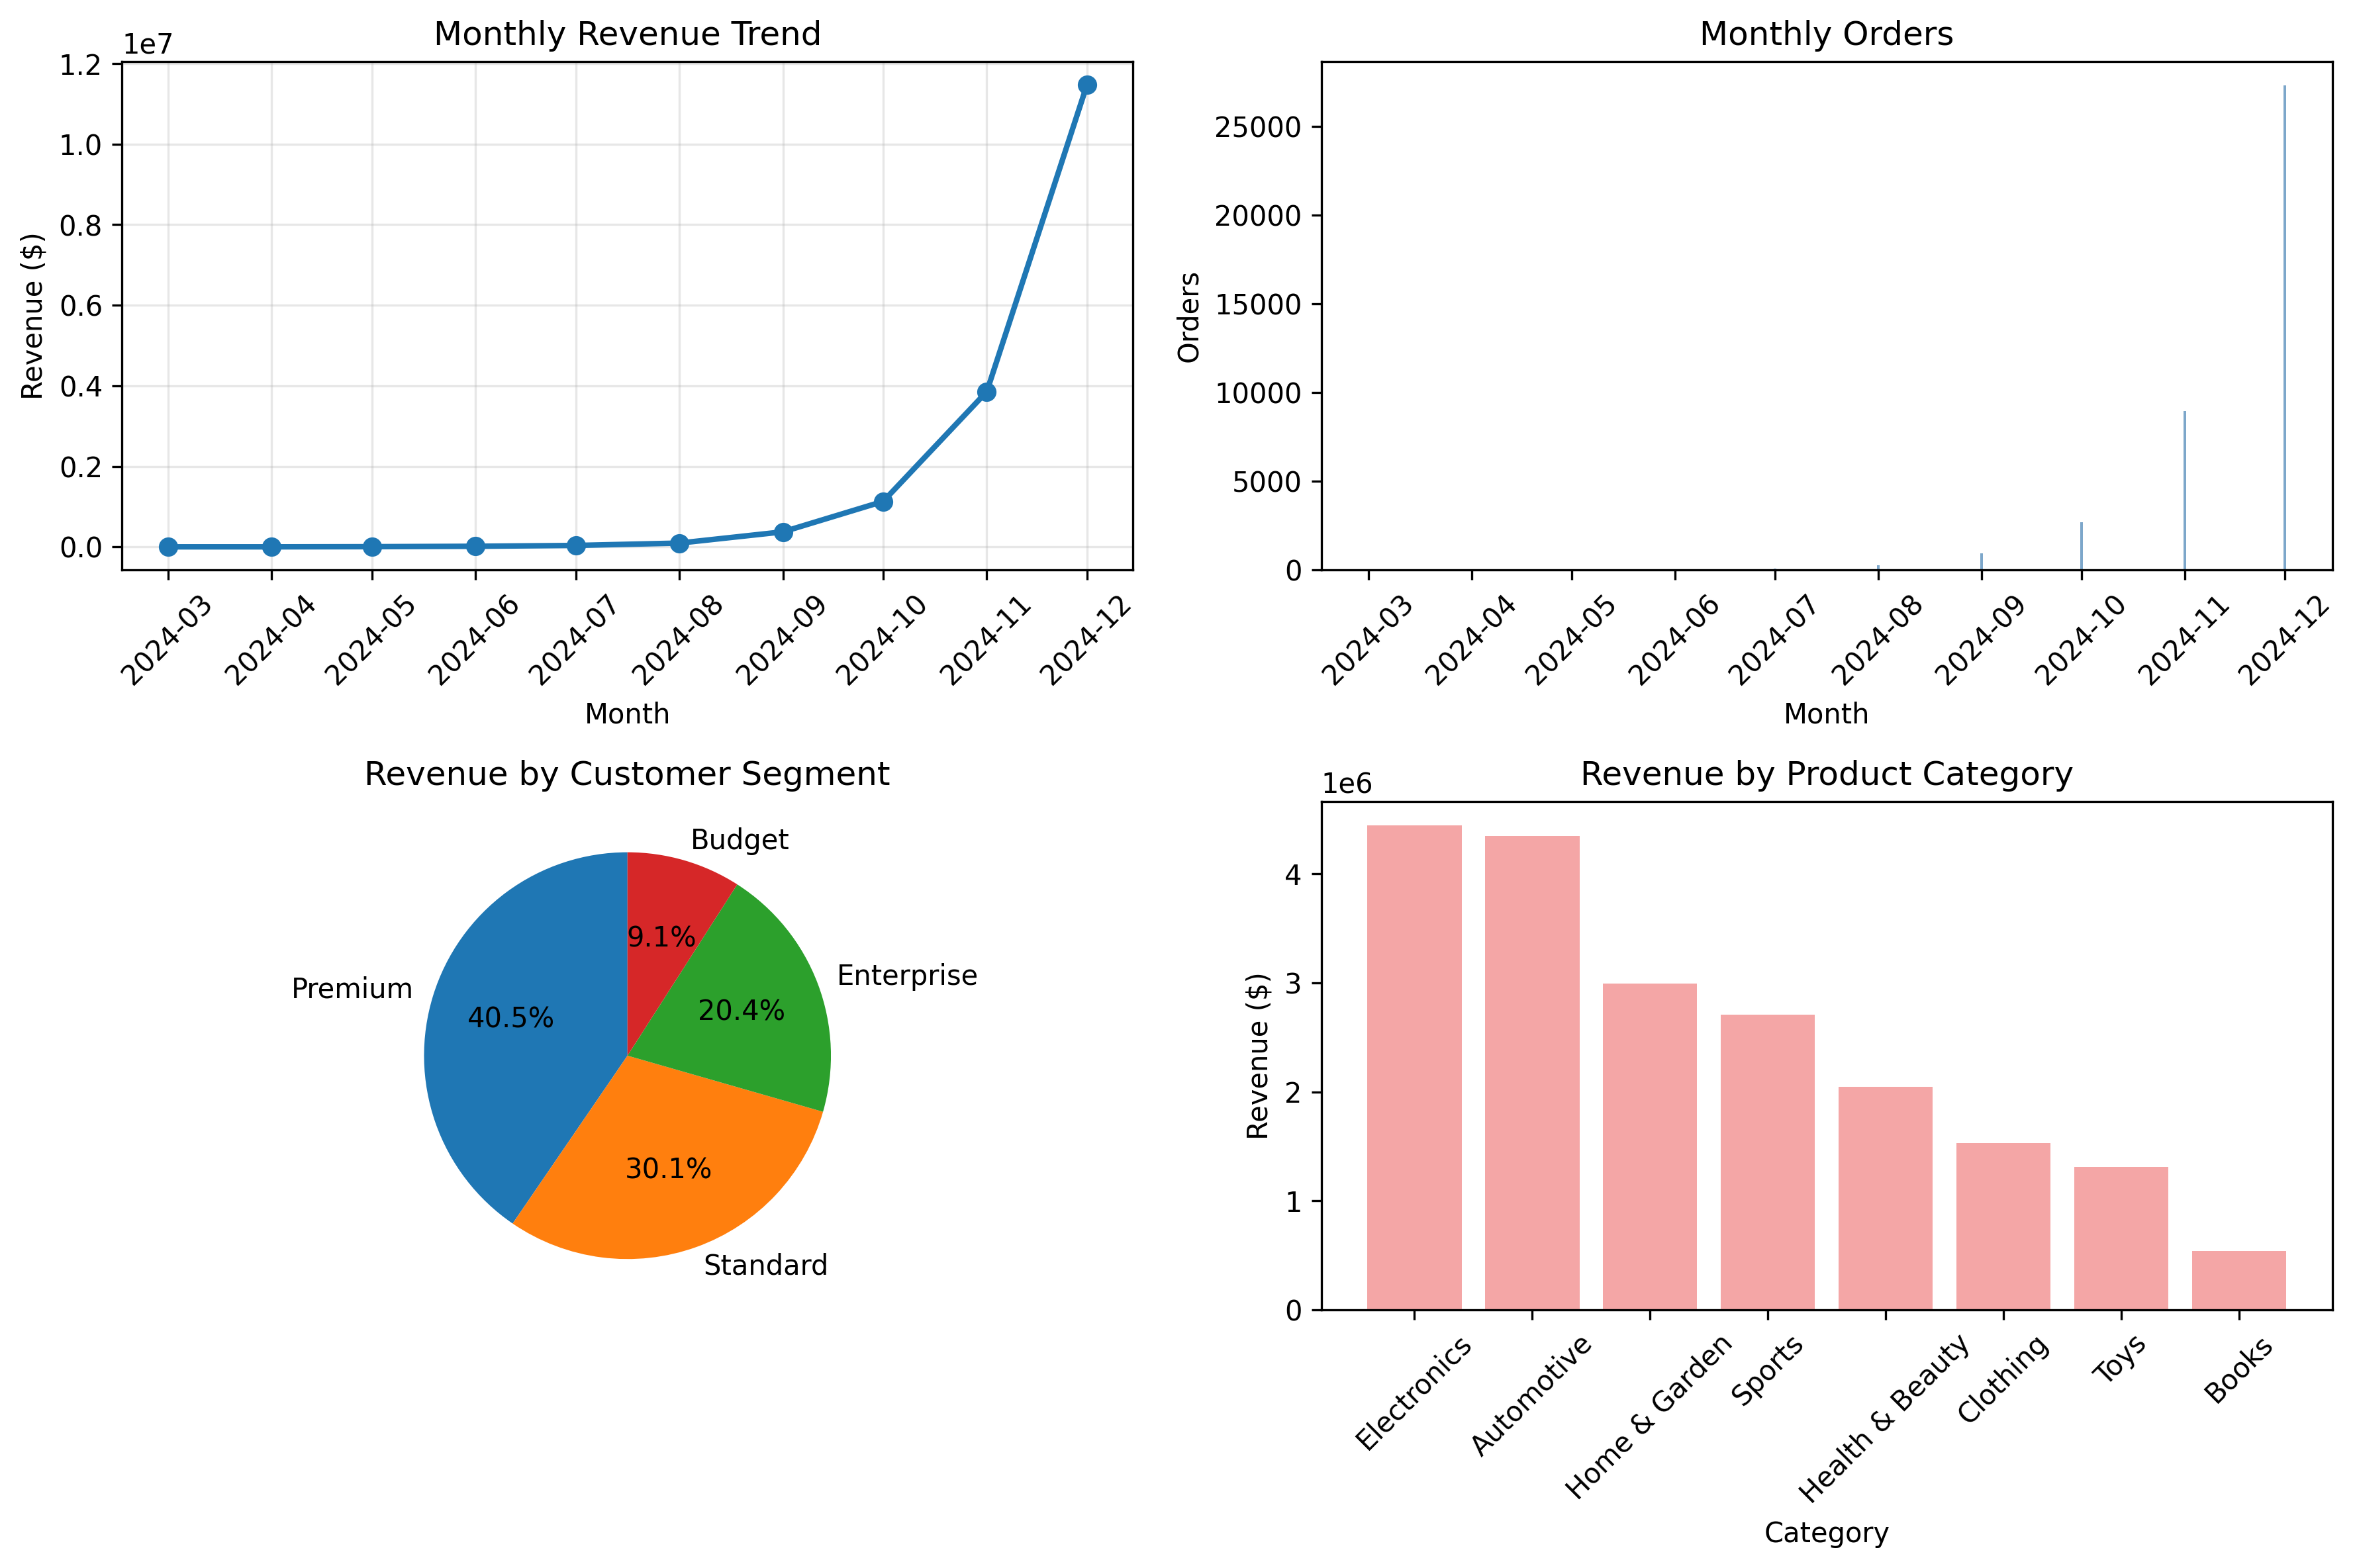 Monthly Revenue Trend
1e7
1.2
1.0
0.8
0.6
0.4
0.2
0.0
Revenue ($)
2024-03
2024-04
2024-05
2024-06
2024-07
2024-08
2024-09
2024-10
2024-11
2024-12
Month
Monthly Orders
25000
20000
15000
10000
5000
0
Orders
2024-03
2024-04
2024-05
2024-06
2024-07
2024-08
2024-09
2024-10
2024-11
2024-12
Month
Revenue by Customer Segment
Budget
9.1%
Premium
40.5%
Enterprise
20.4%
30.1%
Standard
Revenue by Product Category
1e6
4
3
2
1
0
Revenue ($)
Electronics
Automotive
Home & Garden
Sports
Health & Beauty
Clothing
Toys
Books
Category